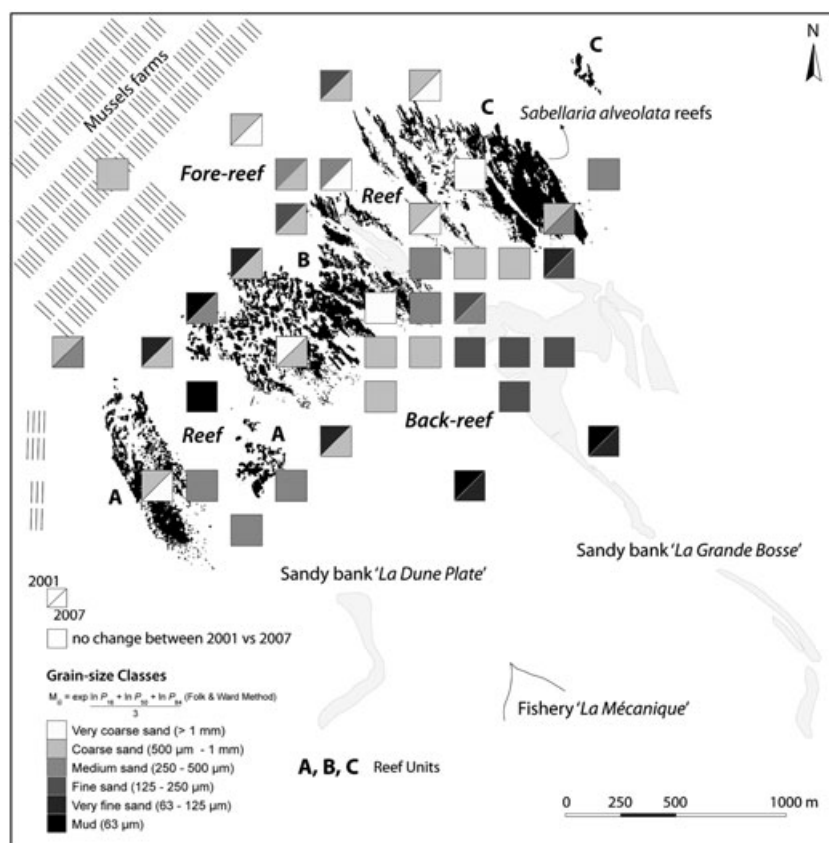 N
C
C
Mussels farms
Sabellaria alveolata reefs
Fore-reef
Reef
B
Back-reef
Reef
A
A
Sandy bank 'La Grande Bosse'
Sandy bank 'La Dune Plate'
2001
2007
no change between 2001 vs 2007
Grain-size Classes
M_G = exp (ln P_16 + ln P_50 + ln P_84) / 3 (Folk & Ward Method)
Very coarse sand (> 1 mm)
Coarse sand (500 µm - 1 mm)
Medium sand (250 - 500 µm)
Fine sand (125 - 250 µm)
Very fine sand (63 - 125 µm)
Mud (63 µm)
Fishery 'La Mécanique'
A, B, C Reef Units
0 250 500 1000 m